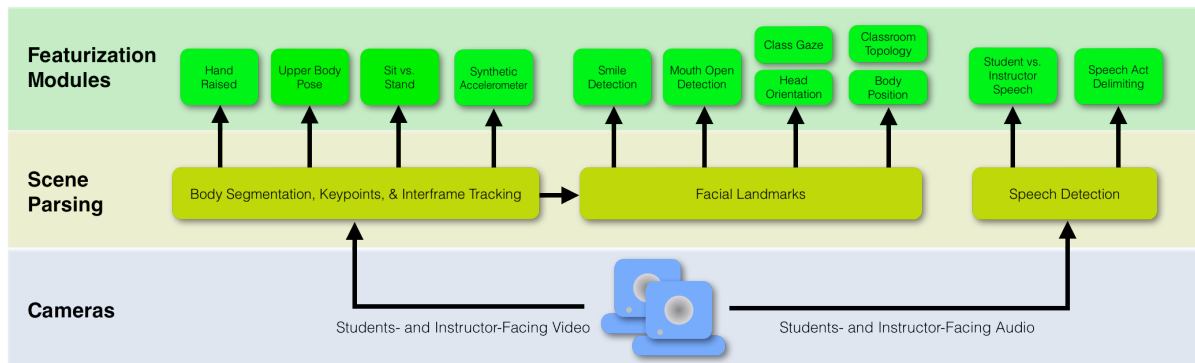 Featurization
Modules
Hand
Raised
Upper Body
Pose
Sit vs.
Stand
Synthetic
Accelerometer
Smile
Detection
Mouth Open
Detection
Class Gaze
Head
Orientation
Classroom
Topology
Body
Position
Student vs.
Instructor
Speech
Speech Act
Delimiting
Scene
Parsing
Body Segmentation, Keypoints, & Interframe Tracking
Facial Landmarks
Speech Detection
Cameras
Students- and Instructor-Facing Video
Students- and Instructor-Facing Audio